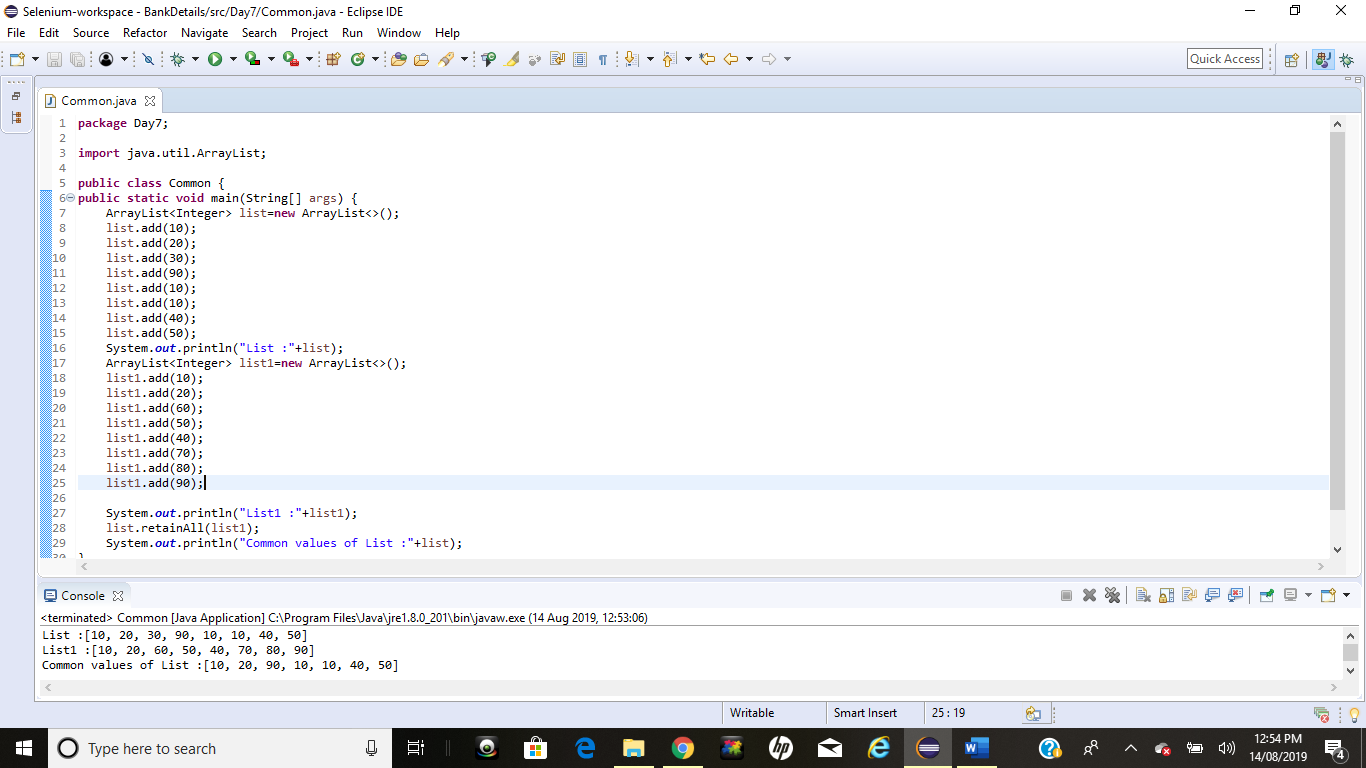 Selenium-workspace - BankDetails/src/Day7/Common.java - Eclipse IDE
File Edit Source Refactor Navigate Search Project Run Window Help
Quick Access
Common.java
1 package Day7;
2
3 import java.util.ArrayList;
4
5 public class Common {
6 public static void main(String[] args) {
7 ArrayList<Integer> list=new ArrayList<>();
8 list.add(10);
9 list.add(20);
10 list.add(30);
11 list.add(90);
12 list.add(10);
13 list.add(10);
14 list.add(40);
15 list.add(50);
16 System.out.println("List :"+list);
17 ArrayList<Integer> list1=new ArrayList<>();
18 list1.add(10);
19 list1.add(20);
20 list1.add(60);
21 list1.add(50);
22 list1.add(40);
23 list1.add(70);
24 list1.add(80);
25 list1.add(90);
26
27 System.out.println("List1 :"+list1);
28 list.retainAll(list1);
29 System.out.println("Common values of List :"+list);
30 }
Console
<terminated> Common [Java Application] C:\Program Files\Java\jre1.8.0_201\bin\javaw.exe (14 Aug 2019, 12:53:06)
List :[10, 20, 30, 90, 10, 10, 40, 50]
List1 :[10, 20, 60, 50, 40, 70, 80, 90]
Common values of List :[10, 20, 90, 10, 10, 40, 50]
Writable Smart Insert 25 : 19
Type here to search
12:54 PM
14/08/2019
4